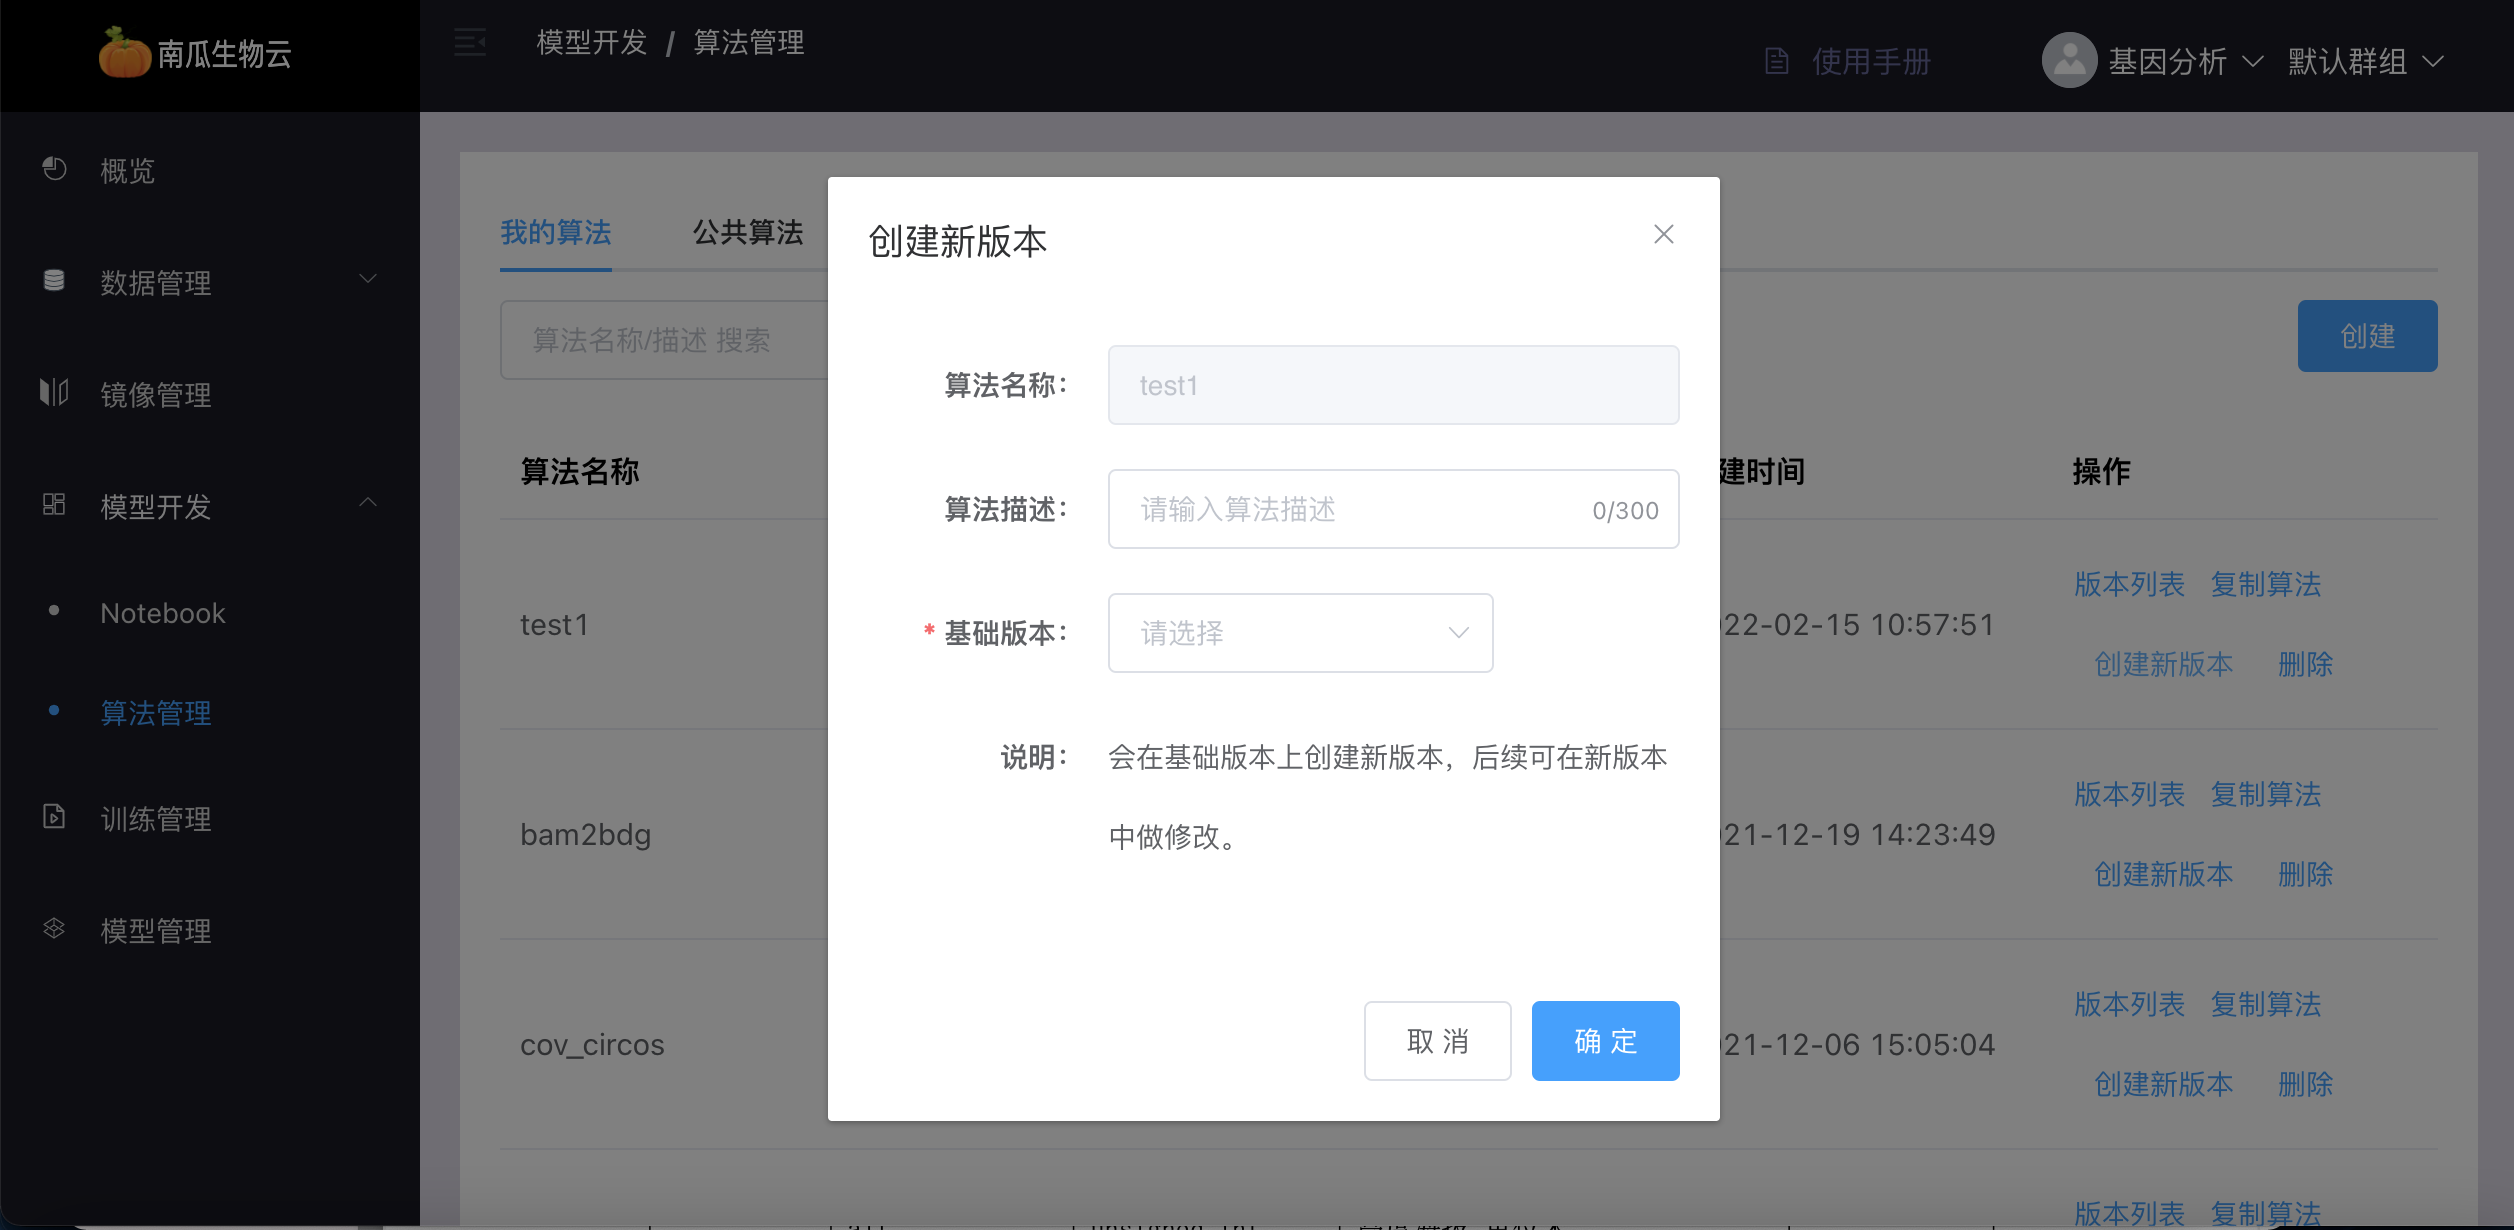 南瓜生物云
模型开发 / 算法管理
使用手册
基因分析
默认群组
概览
数据管理
镜像管理
模型开发
Notebook
算法管理
训练管理
模型管理
我的算法
公共算法
算法名称/描述 搜索
创建
算法名称
建时间
操作
test1
22-02-15 10:57:51
版本列表 复制算法
创建新版本 删除
bam2bdg
21-12-19 14:23:49
版本列表 复制算法
创建新版本 删除
cov_circos
21-12-06 15:05:04
版本列表 复制算法
创建新版本 删除
版本列表 复制算法
创建新版本
算法名称：
test1
算法描述：
请输入算法描述
0/300
* 基础版本：
请选择
说明：
会在基础版本上创建新版本，后续可在新版本
中做修改。
取 消
确 定